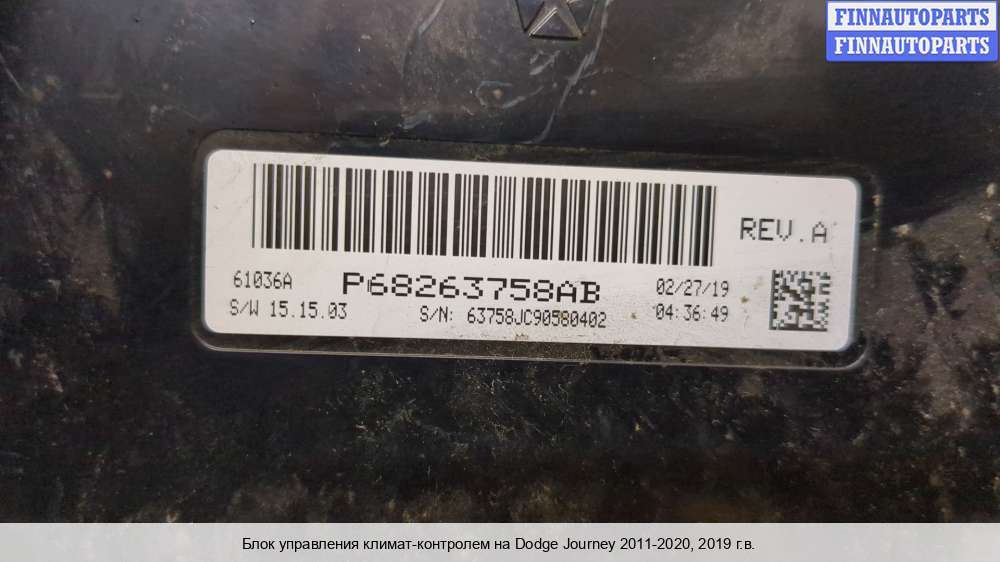 FINNAUTOPARTS
FINNAUTOPARTS
REV.A
61036A
P68263758AB
02/27/19
S/W 15.15.03
S/N: 63758JC90580402
04:36:49
Блок управления климат-контролем на Dodge Journey 2011-2020, 2019 г.в.